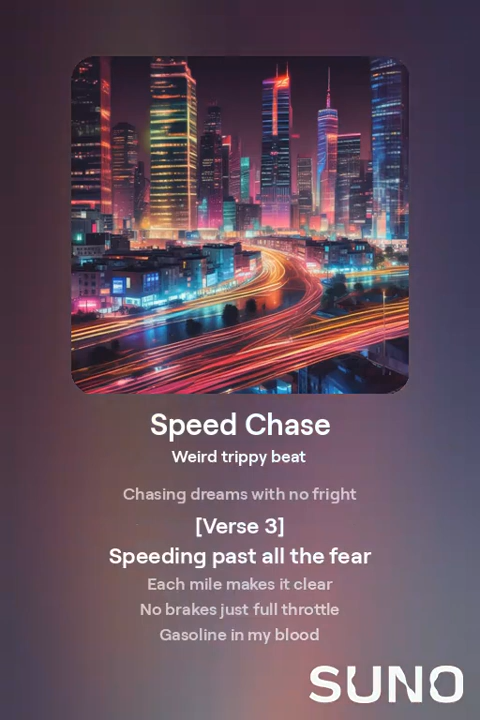 Speed Chase
Weird trippy beat
Chasing dreams with no fright
[Verse 3]
Speeding past all the fear
Each mile makes it clear
No brakes just full throttle
Gasoline in my blood
SUNO